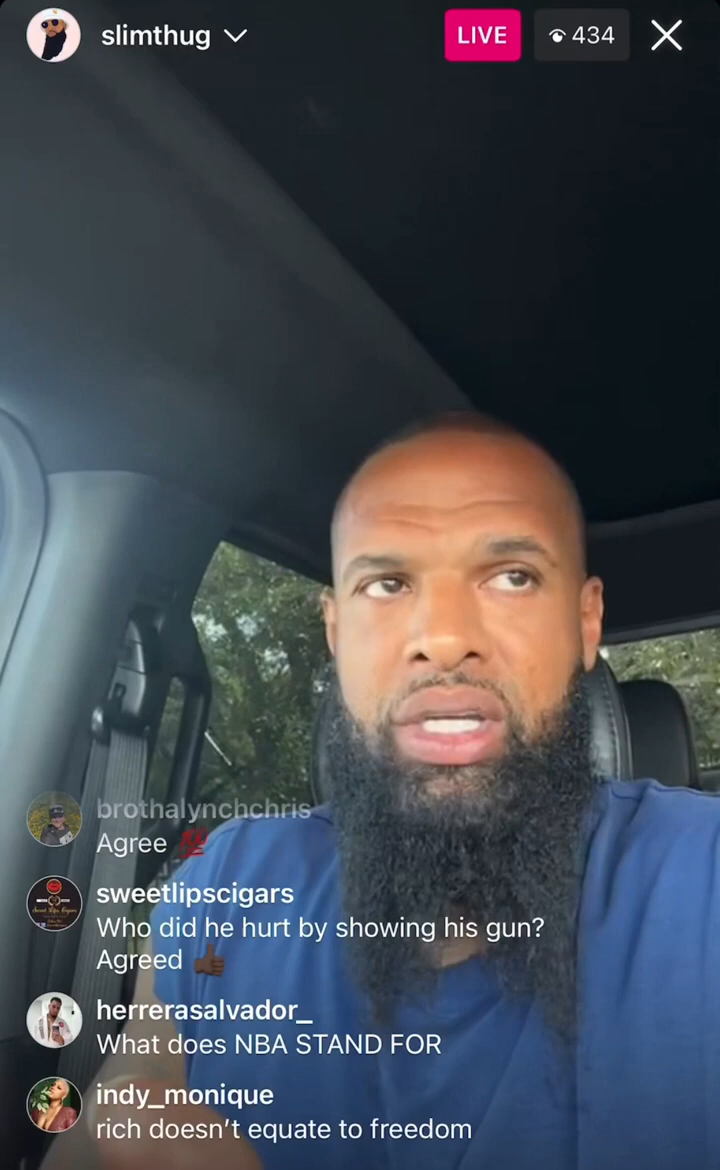 slimthug
LIVE 434
brothalynchchris
Agree 💯
sweetlipscigars
Who did he hurt by showing his gun?
Agreed 👍🏿
herrerasalvador_
What does NBA STAND FOR
indy_monique
rich doesn't equate to freedom